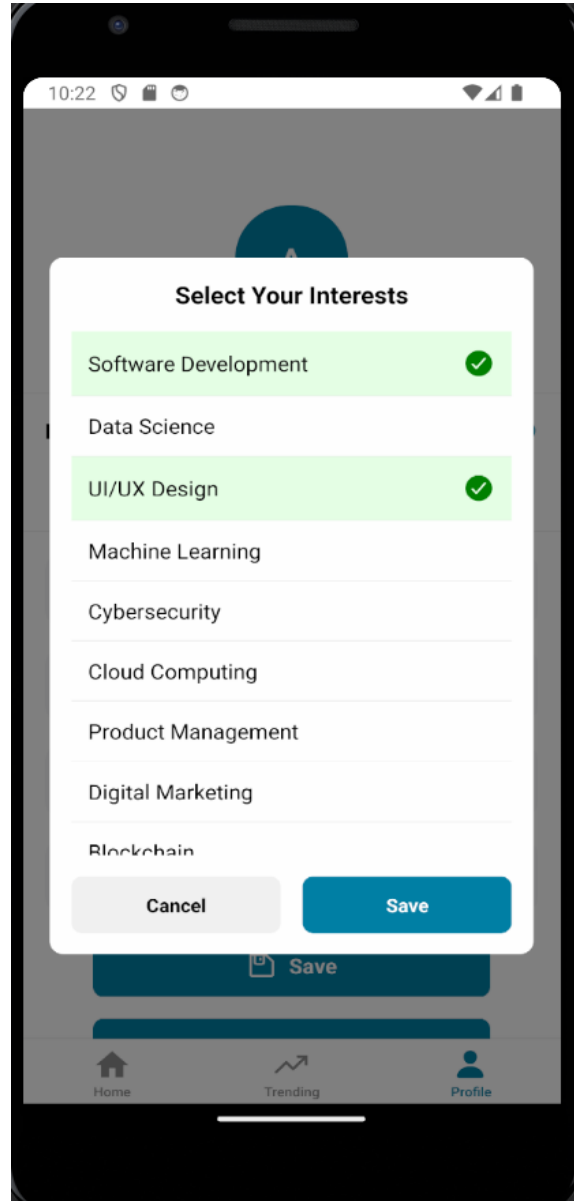 10:22
Select Your Interests
Software Development
Data Science
UI/UX Design
Machine Learning
Cybersecurity
Cloud Computing
Product Management
Digital Marketing
Blockchain
Cancel
Save
Save
Home
Trending
Profile